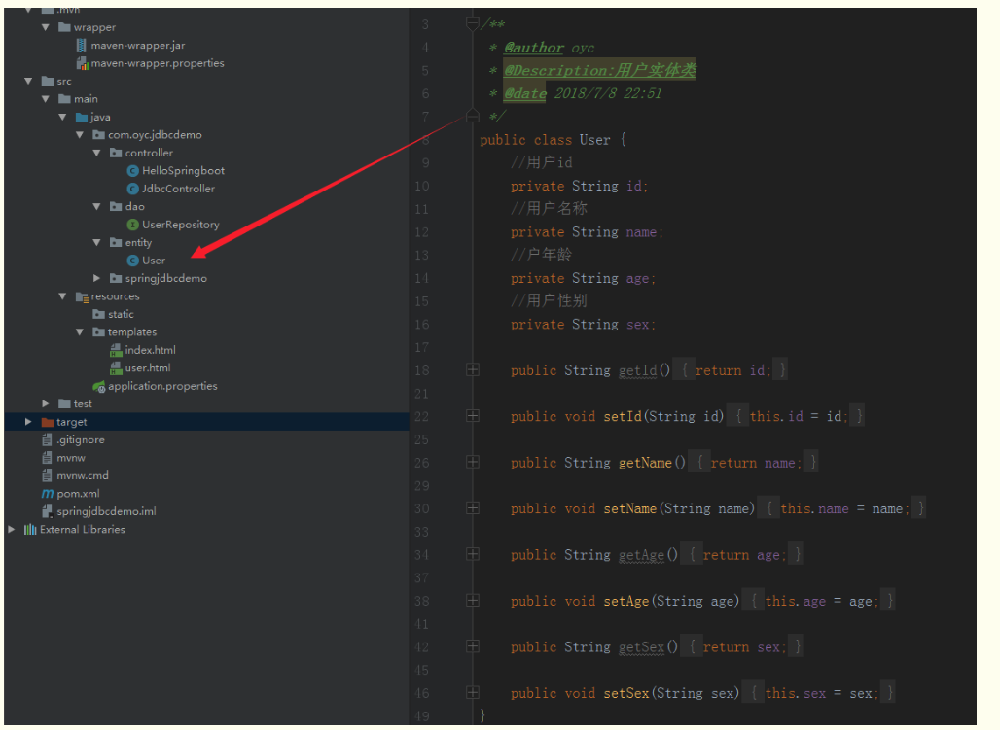 .mvn
wrapper
maven-wrapper.jar
maven-wrapper.properties
src
main
java
com.oyc.jdbcdemo
controller
HelloSpringboot
JdbcController
dao
UserRepository
entity
User
springjdbcdemo
resources
static
templates
index.html
user.html
application.properties
test
target
.gitignore
mvnw
mvnw.cmd
pom.xml
springjdbcdemo.iml
External Libraries
3 /**
4 * @author oyc
5 * @Description:用户实体类
6 * @date 2018/7/8 22:51
7 */
8 public class User {
9 //用户id
10 private String id;
11 //用户名称
12 private String name;
13 //户年龄
14 private String age;
15 //用户性别
16 private String sex;
17
18 public String getId() { return id; }
21
22 public void setId(String id) { this.id = id; }
25
26 public String getName() { return name; }
29
30 public void setName(String name) { this.name = name; }
33
34 public String getAge() { return age; }
37
38 public void setAge(String age) { this.age = age; }
41
42 public String getSex() { return sex; }
45
46 public void setSex(String sex) { this.sex = sex; }
49 }